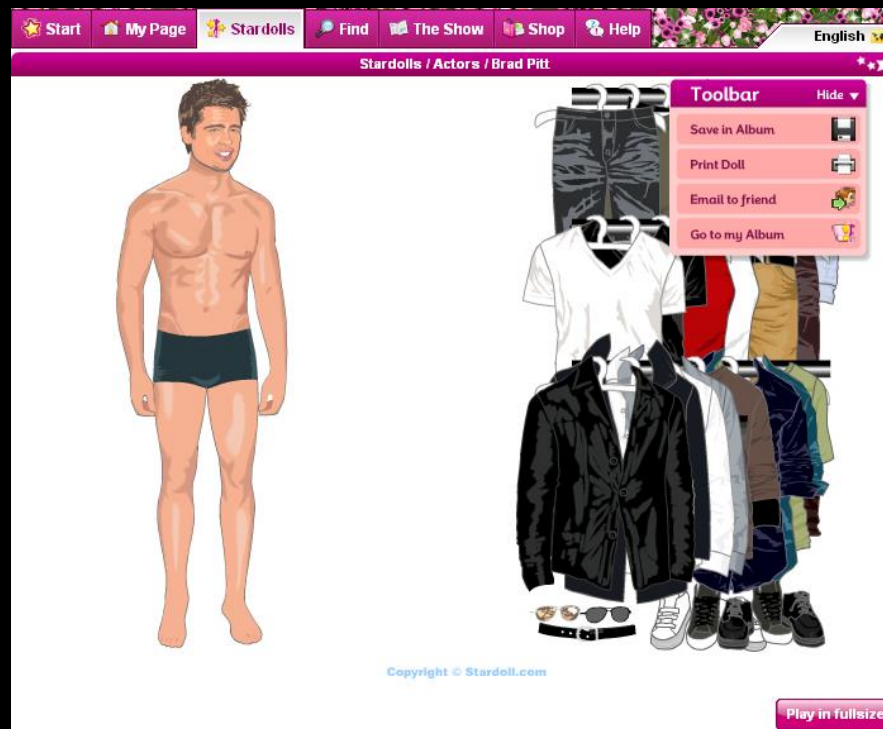 Start My Page Stardolls Find The Show Shop Help
English
Stardolls / Actors / Brad Pitt
Toolbar Hide
Save in Album
Print Doll
Email to friend
Go to my Album
Copyright © Stardoll.com
Play in fullsize